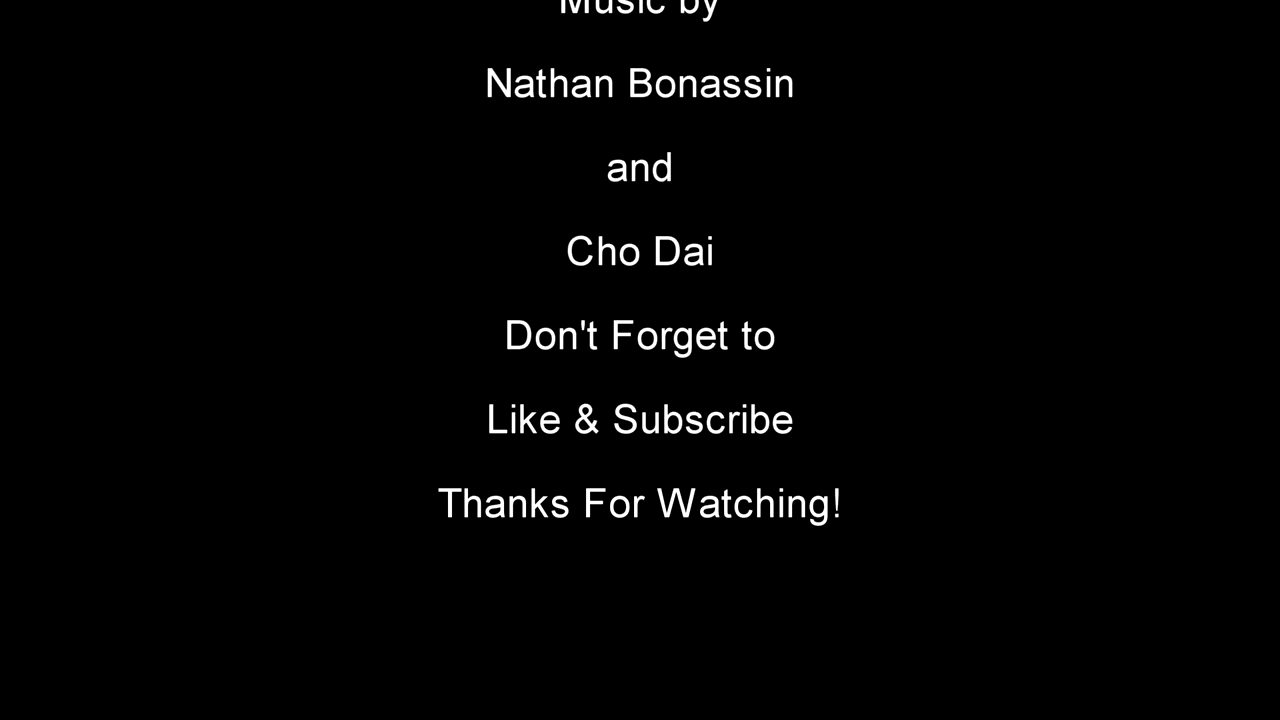 Music by
Nathan Bonassin
and
Cho Dai
Don't Forget to
Like & Subscribe
Thanks For Watching!